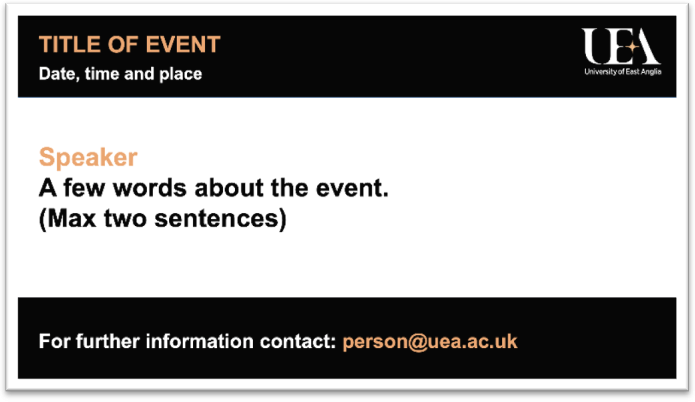 TITLE OF EVENT
Date, time and place
UEA
University of East Anglia
Speaker
A few words about the event.
(Max two sentences)
For further information contact: person@uea.ac.uk